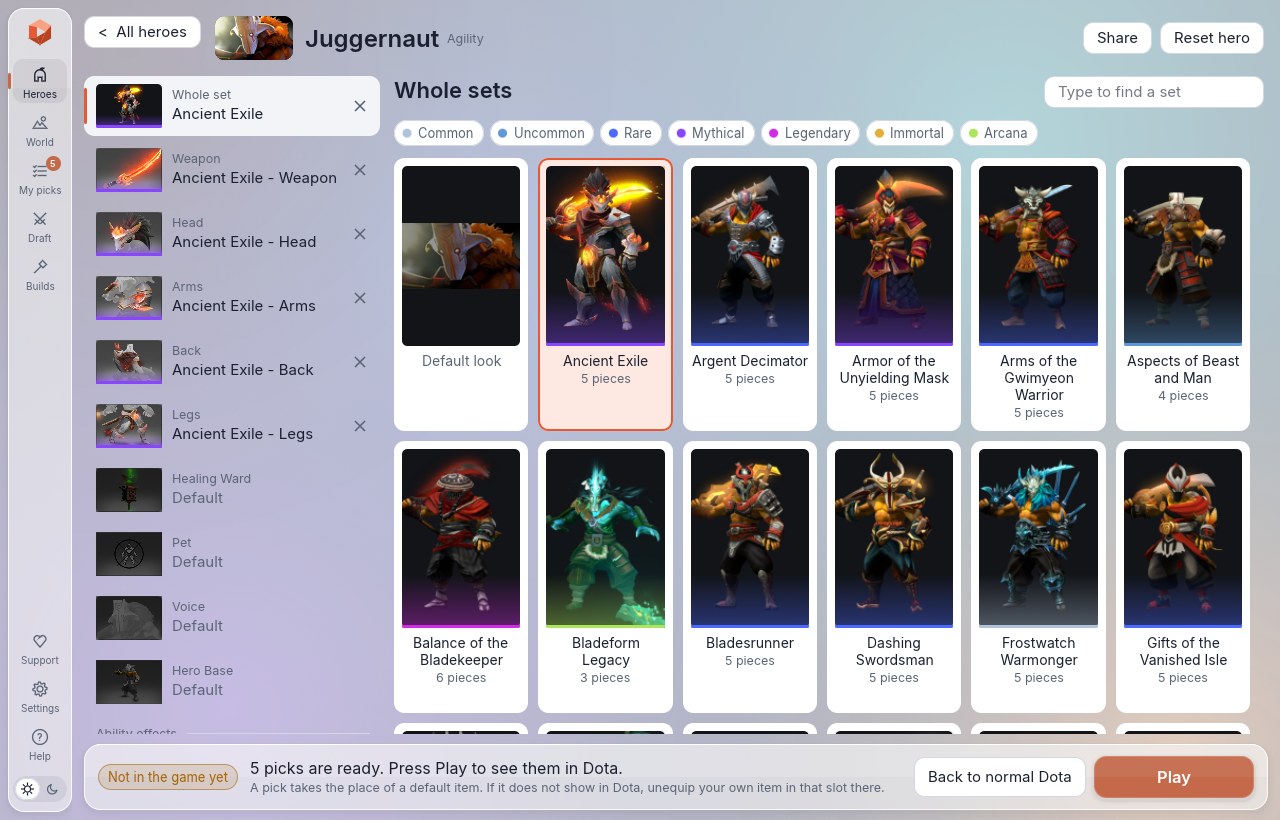 < All heroes
Juggernaut
Agility
Share
Reset hero
Heroes
World
5
My picks
Draft
Builds
Support
Settings
Help
Whole set
Ancient Exile
Weapon
Ancient Exile - Weapon
Head
Ancient Exile - Head
Arms
Ancient Exile - Arms
Back
Ancient Exile - Back
Legs
Ancient Exile - Legs
Healing Ward
Default
Pet
Default
Voice
Default
Hero Base
Default
Ability effects
Whole sets
Type to find a set
Common
Uncommon
Rare
Mythical
Legendary
Immortal
Arcana
Default look
Ancient Exile
5 pieces
Argent Decimator
5 pieces
Armor of the
Unyielding Mask
5 pieces
Arms of the
Gwimyeon
Warrior
5 pieces
Aspects of Beast
and Man
4 pieces
Balance of the
Bladekeeper
6 pieces
Bladeform
Legacy
3 pieces
Bladesrunner
5 pieces
Dashing
Swordsman
5 pieces
Frostwatch
Warmonger
5 pieces
Gifts of the
Vanished Isle
5 pieces
Not in the game yet
5 picks are ready. Press Play to see them in Dota.
A pick takes the place of a default item. If it does not show in Dota, unequip your own item in that slot there.
Back to normal Dota
Play